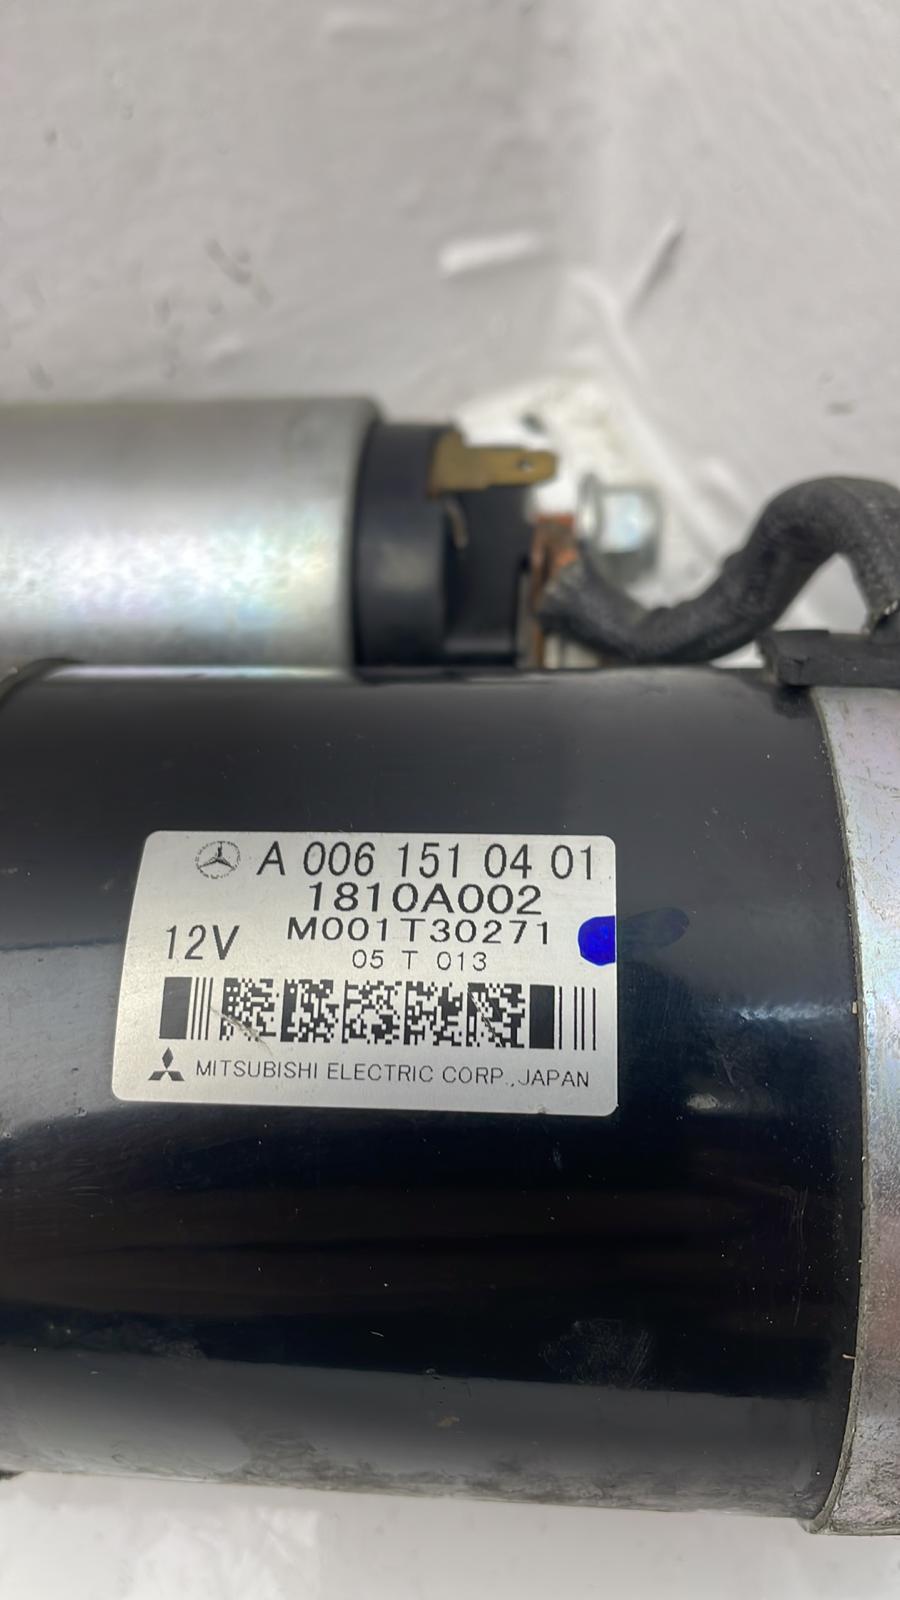 A 006 151 04 01
1810A002
12V M001T30271
05 T 013
MITSUBISHI ELECTRIC CORP.,JAPAN